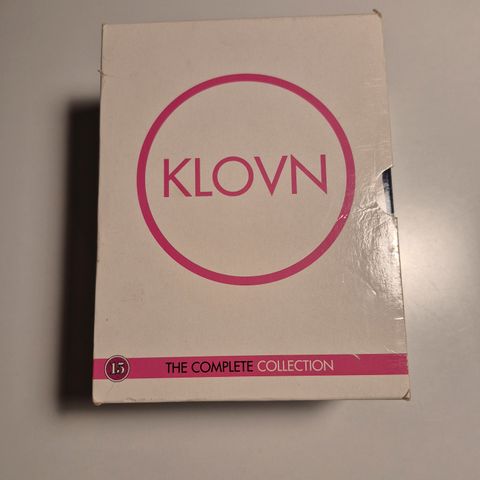 KLOVN
15
THE COMPLETE COLLECTION